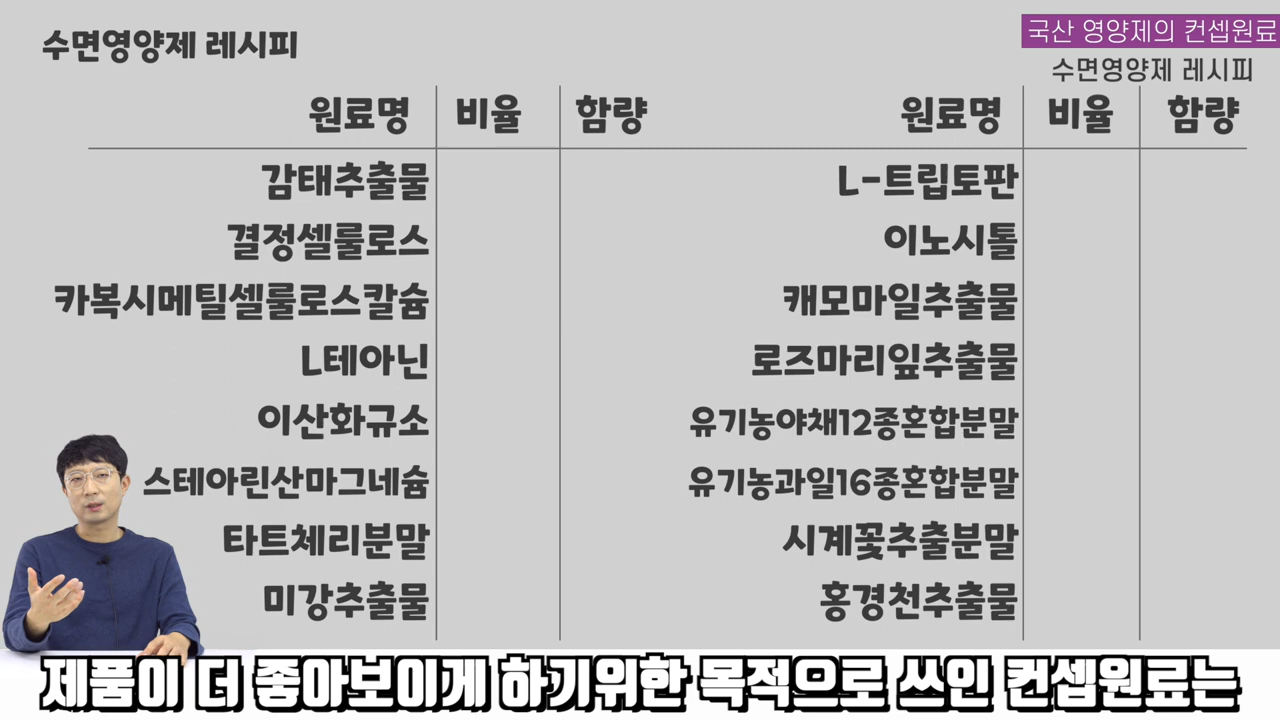 수면영양제 레시피
국산 영양제의 컨셉원료
수면영양제 레시피
원료명 비율 함량 원료명 비율 함량
감태추출물 L-트립토판
결정셀룰로스 이노시톨
카복시메틸셀룰로스칼슘 캐모마일추출물
L테아닌 로즈마리잎추출물
이산화규소 유기농야채12종혼합분말
스테아린산마그네슘 유기농과일16종혼합분말
타트체리분말 시계꽃추출분말
미강추출물 홍경천추출물
제품이 더 좋아보이게 하기위한 목적으로 쓰인 컨셉원료는